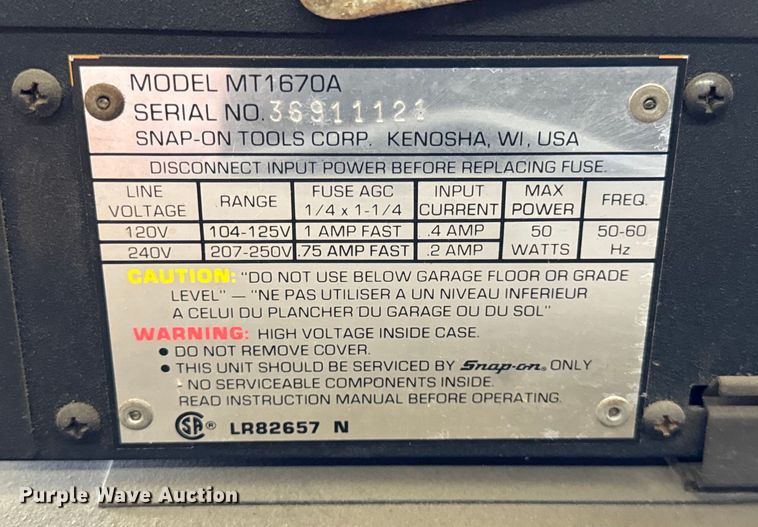 MODEL MT1670A
SERIAL NO. 36911121
SNAP-ON TOOLS CORP. KENOSHA, WI, USA
DISCONNECT INPUT POWER BEFORE REPLACING FUSE.
LINE VOLTAGE RANGE FUSE AGC 1/4 x 1-1/4 INPUT CURRENT MAX POWER FREQ.
120V 104-125V 1 AMP FAST .4 AMP 50 WATTS 50-60 Hz
240V 207-250V .75 AMP FAST .2 AMP
CAUTION: "DO NOT USE BELOW GARAGE FLOOR OR GRADE
LEVEL" — "NE PAS UTILISER A UN NIVEAU INFERIEUR
A CELUI DU PLANCHER DU GARAGE OU DU SOL"
WARNING: HIGH VOLTAGE INSIDE CASE.
• DO NOT REMOVE COVER.
• THIS UNIT SHOULD BE SERVICED BY Snap-on® ONLY
- NO SERVICEABLE COMPONENTS INSIDE.
READ INSTRUCTION MANUAL BEFORE OPERATING.
SA® LR82657 N
Purple Wave Auction